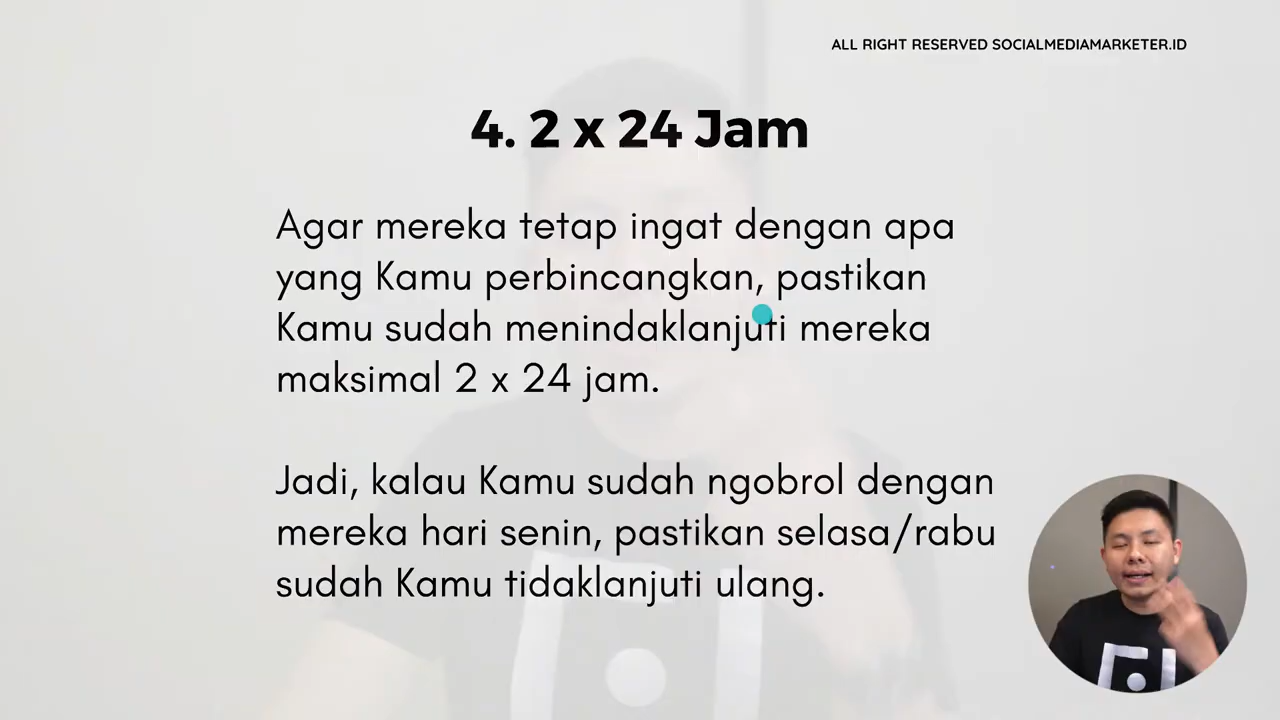 ALL RIGHT RESERVED SOCIALMEDIAMARKETER.ID
4. 2 x 24 Jam
Agar mereka tetap ingat dengan apa
yang Kamu perbincangkan, pastikan
Kamu sudah menindaklanjuti mereka
maksimal 2 x 24 jam.
Jadi, kalau Kamu sudah ngobrol dengan
mereka hari senin, pastikan selasa/rabu
sudah Kamu tidaklanjuti ulang.